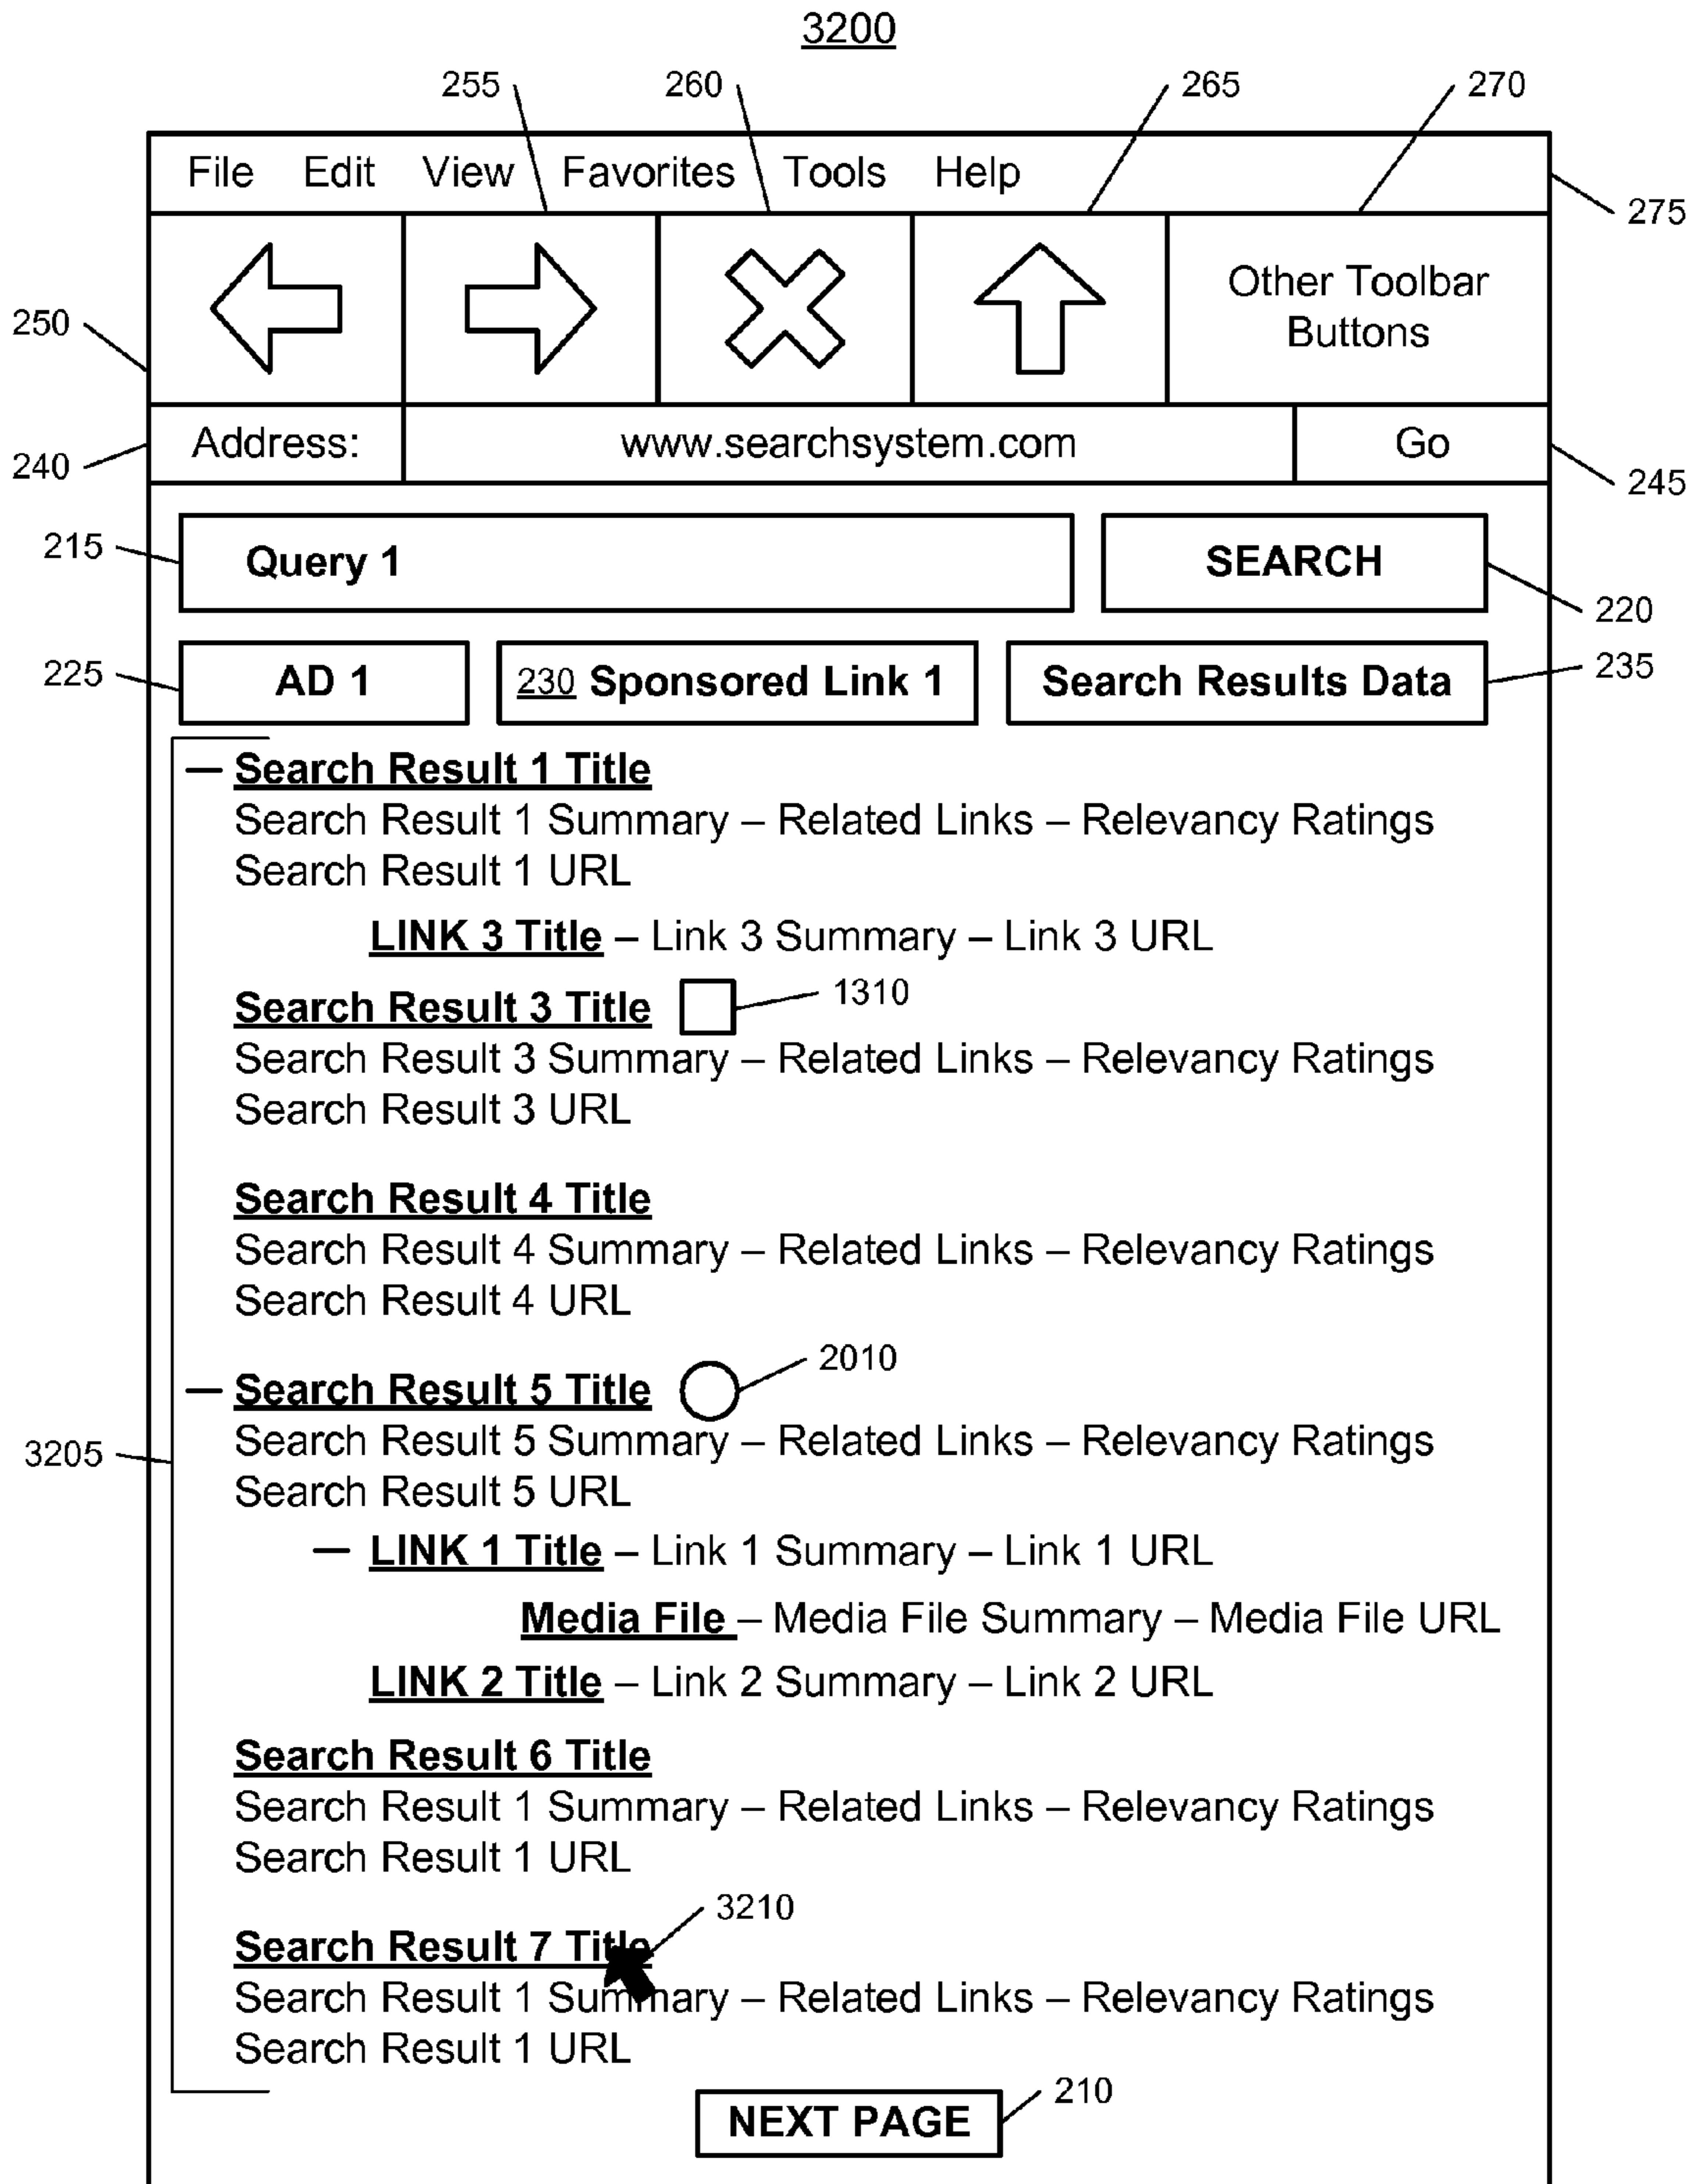 3200
255 260 265 270
File Edit View Favorites Tools Help
275
Other Toolbar
Buttons
250
Address: www.searchsystem.com Go
240
245
215 Query 1 SEARCH
220
225 AD 1 230 Sponsored Link 1 Search Results Data 235
— Search Result 1 Title
Search Result 1 Summary – Related Links – Relevancy Ratings
Search Result 1 URL
LINK 3 Title – Link 3 Summary – Link 3 URL
Search Result 3 Title 1310
Search Result 3 Summary – Related Links – Relevancy Ratings
Search Result 3 URL
Search Result 4 Title
Search Result 4 Summary – Related Links – Relevancy Ratings
Search Result 4 URL
— Search Result 5 Title 2010
Search Result 5 Summary – Related Links – Relevancy Ratings
3205
Search Result 5 URL
— LINK 1 Title – Link 1 Summary – Link 1 URL
Media File – Media File Summary – Media File URL
LINK 2 Title – Link 2 Summary – Link 2 URL
Search Result 6 Title
Search Result 1 Summary – Related Links – Relevancy Ratings
Search Result 1 URL
3210
Search Result 7 Title
Search Result 1 Summary – Related Links – Relevancy Ratings
Search Result 1 URL
210
NEXT PAGE